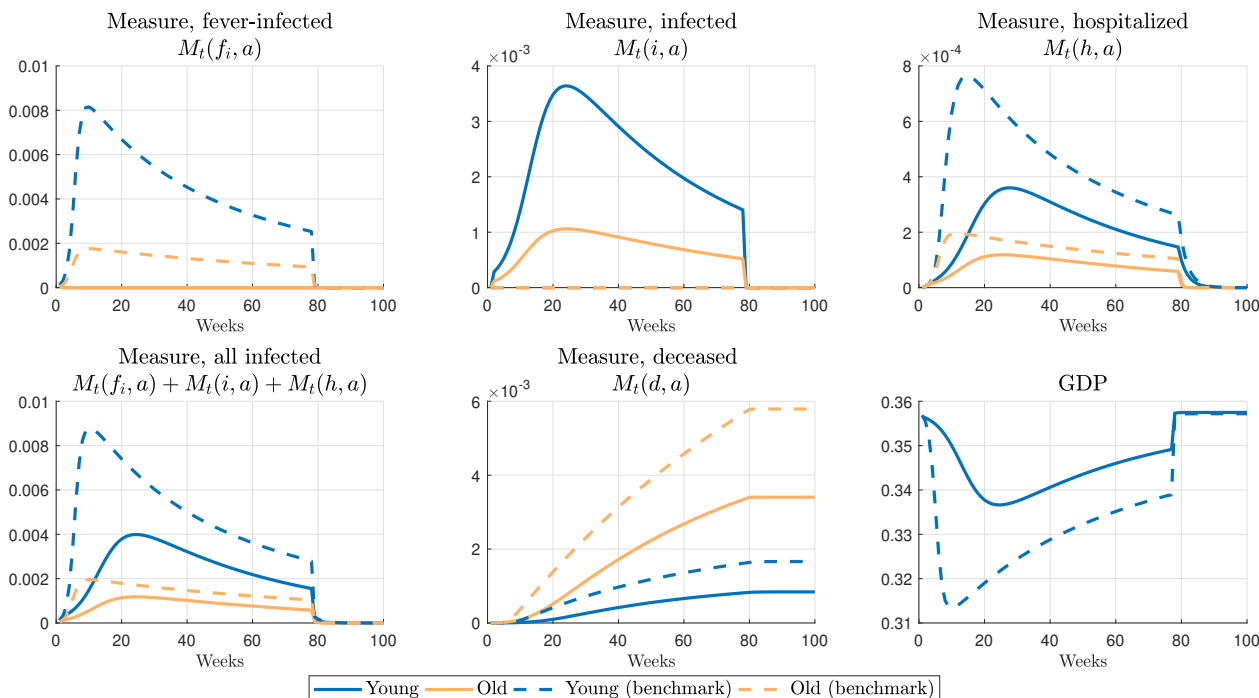 Measure, fever-infected
M_t(f_i, a)
0.01
0.008
0.006
0.004
0.002
0
0 20 40 60 80 100
Weeks
Measure, infected
M_t(i, a)
×10^-3
4
3
2
1
0
0 20 40 60 80 100
Weeks
Measure, hospitalized
M_t(h, a)
×10^-4
8
6
4
2
0
0 20 40 60 80 100
Weeks
Measure, all infected
M_t(f_i, a) + M_t(i, a) + M_t(h, a)
0.01
0.008
0.006
0.004
0.002
0
0 20 40 60 80 100
Weeks
Measure, deceased
M_t(d, a)
×10^-3
6
4
2
0
0 20 40 60 80 100
Weeks
GDP
0.36
0.35
0.34
0.33
0.32
0.31
0 20 40 60 80 100
Weeks
Young Old Young (benchmark) Old (benchmark)